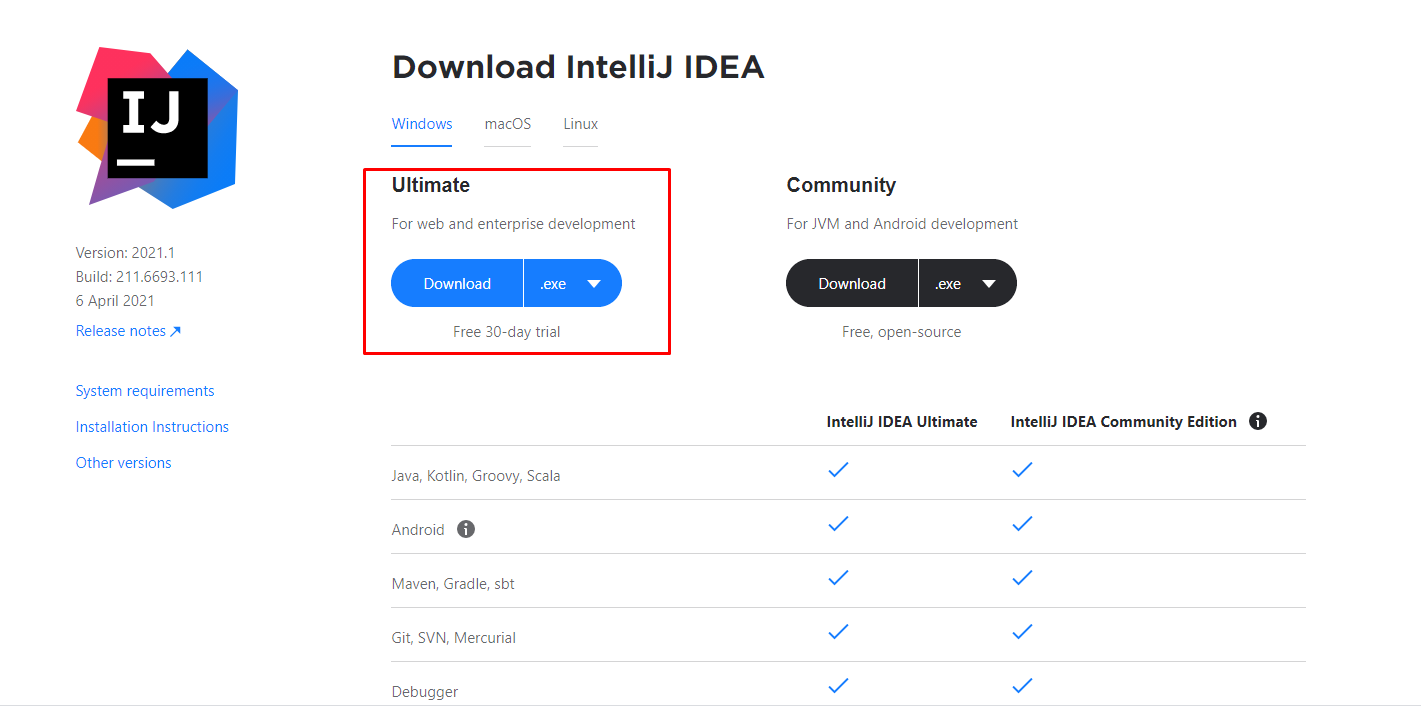 IJ
Version: 2021.1
Build: 211.6693.111
6 April 2021
Release notes
System requirements
Installation Instructions
Other versions
Download IntelliJ IDEA
Windows macOS Linux
Ultimate
For web and enterprise development
Download .exe
Free 30-day trial
Community
For JVM and Android development
Download .exe
Free, open-source
IntelliJ IDEA Ultimate IntelliJ IDEA Community Edition
Java, Kotlin, Groovy, Scala
Android
Maven, Gradle, sbt
Git, SVN, Mercurial
Debugger